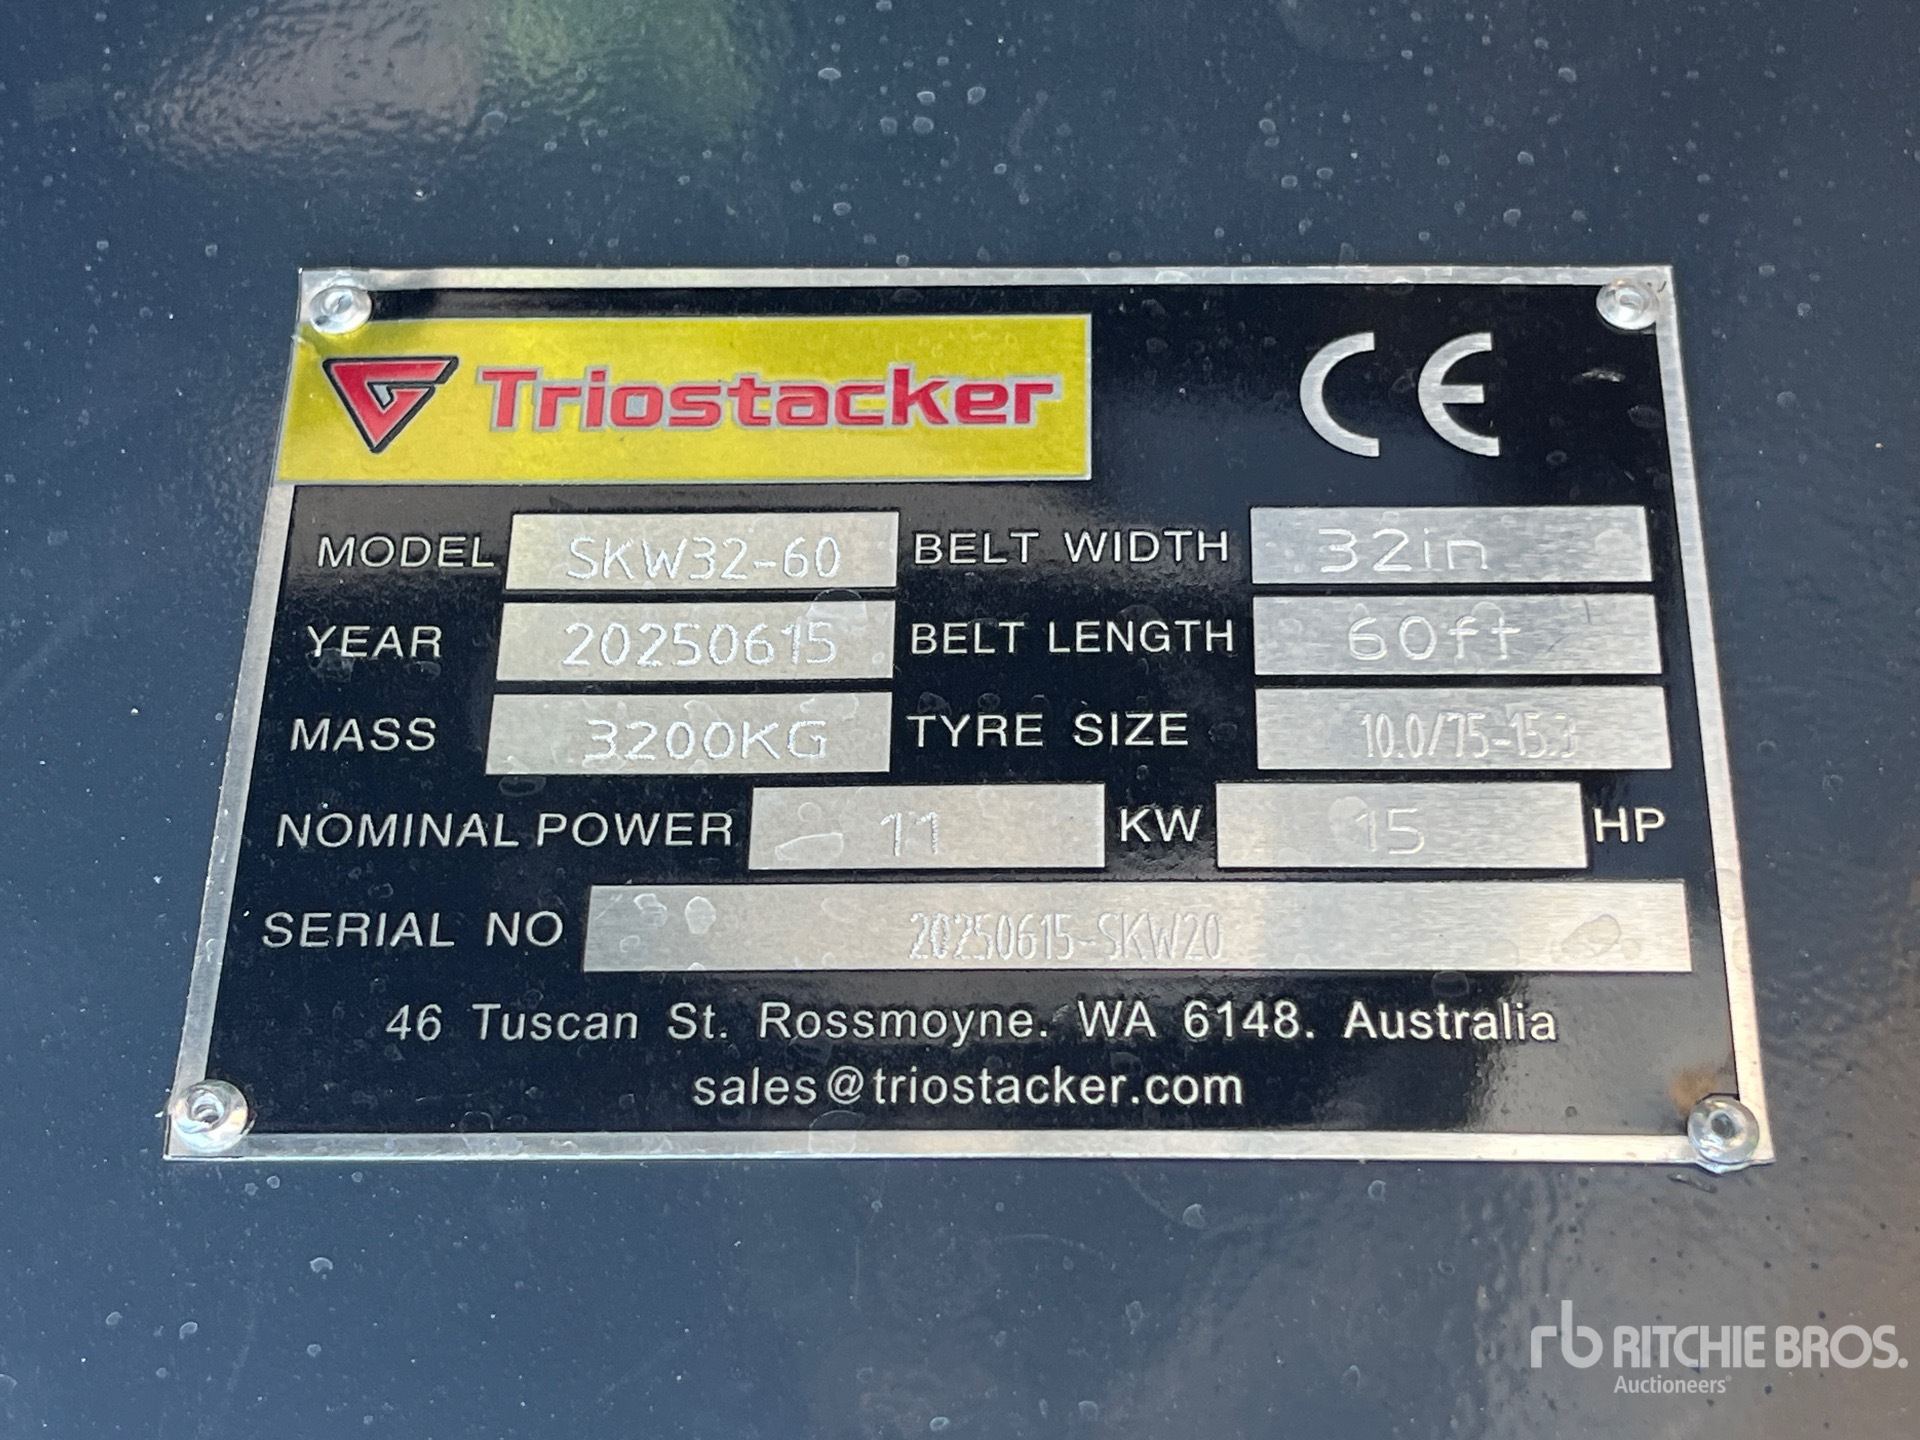 Triostacker CE
MODEL SKW32-60 BELT WIDTH 32in
YEAR 20250615 BELT LENGTH 60ft
MASS 3200KG TYRE SIZE 10.0/75-15.3
NOMINAL POWER 11 KW 15 HP
SERIAL NO 20250615-SKW20
46 Tuscan St. Rossmoyne. WA 6148. Australia
sales@triostacker.com
rb RITCHIE BROS.
Auctioneers